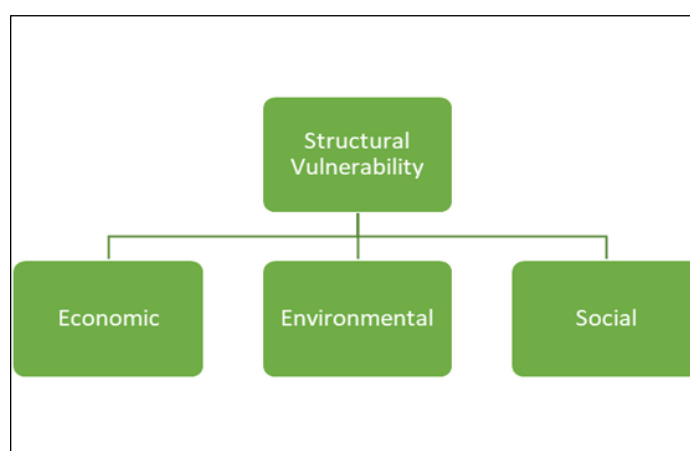 Structural
Vulnerability
Economic
Environmental
Social